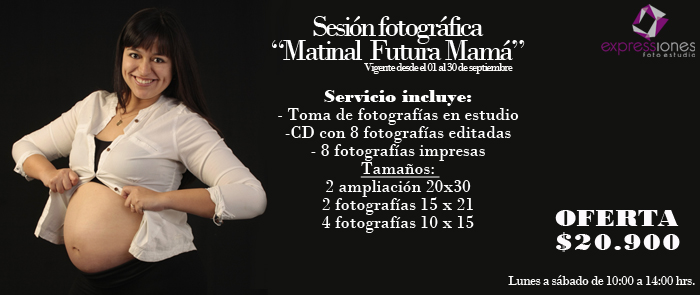 Sesión fotográfica
“Matinal Futura Mamá”
Vigente desde el 01 al 30 de septiembre
expressiones
foto estudio
Servicio incluye:
- Toma de fotografías en estudio
-CD con 8 fotografías editadas
- 8 fotografías impresas
Tamaños:
2 ampliación 20x30
2 fotografías 15 x 21
4 fotografías 10 x 15
OFERTA
$20.900
Lunes a sábado de 10:00 a 14:00 hrs.